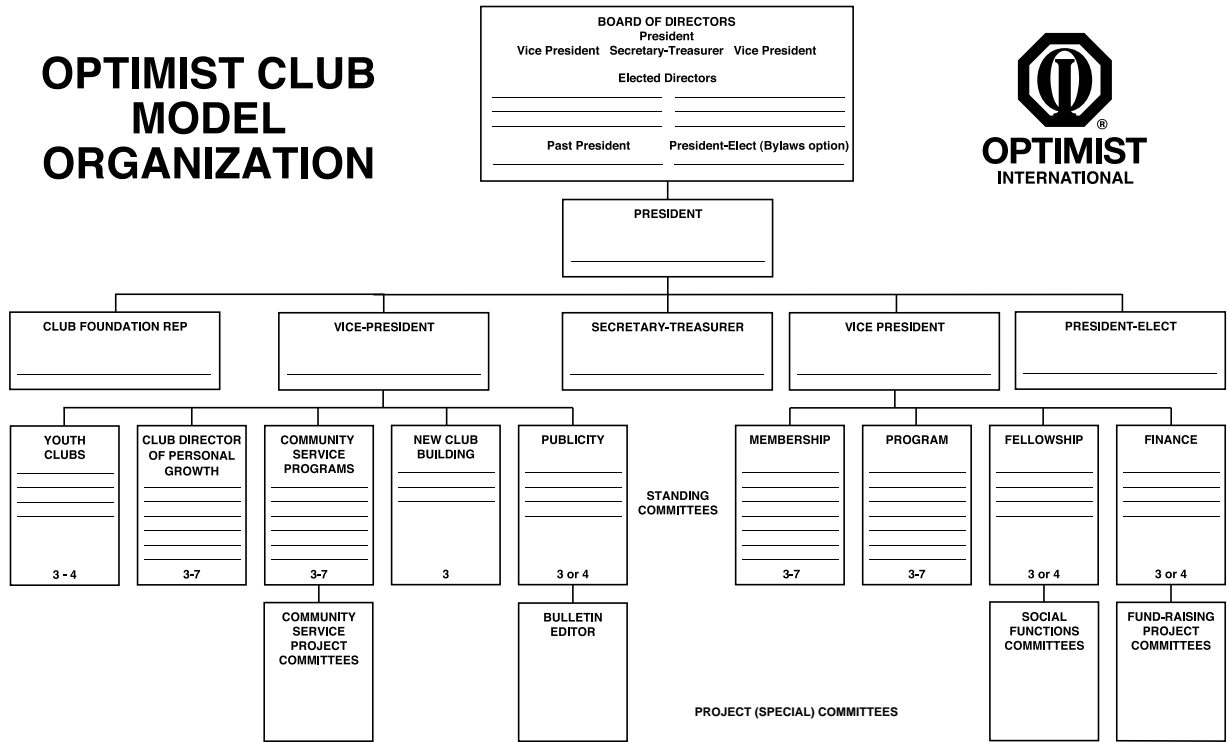 OPTIMIST CLUB
MODEL
ORGANIZATION
BOARD OF DIRECTORS
President
Vice President Secretary-Treasurer Vice President
Elected Directors
Past President President-Elect (Bylaws option)
®
OPTIMIST
INTERNATIONAL
PRESIDENT
CLUB FOUNDATION REP
VICE-PRESIDENT
SECRETARY-TREASURER
VICE PRESIDENT
PRESIDENT-ELECT
YOUTH
CLUBS
3 - 4
CLUB DIRECTOR
OF PERSONAL
GROWTH
3-7
COMMUNITY
SERVICE
PROGRAMS
3-7
NEW CLUB
BUILDING
3
PUBLICITY
3 or 4
STANDING
COMMITTEES
MEMBERSHIP
3-7
PROGRAM
3-7
FELLOWSHIP
3 or 4
FINANCE
3 or 4
COMMUNITY
SERVICE
PROJECT
COMMITTEES
BULLETIN
EDITOR
PROJECT (SPECIAL) COMMITTEES
SOCIAL
FUNCTIONS
COMMITTEES
FUND-RAISING
PROJECT
COMMITTEES